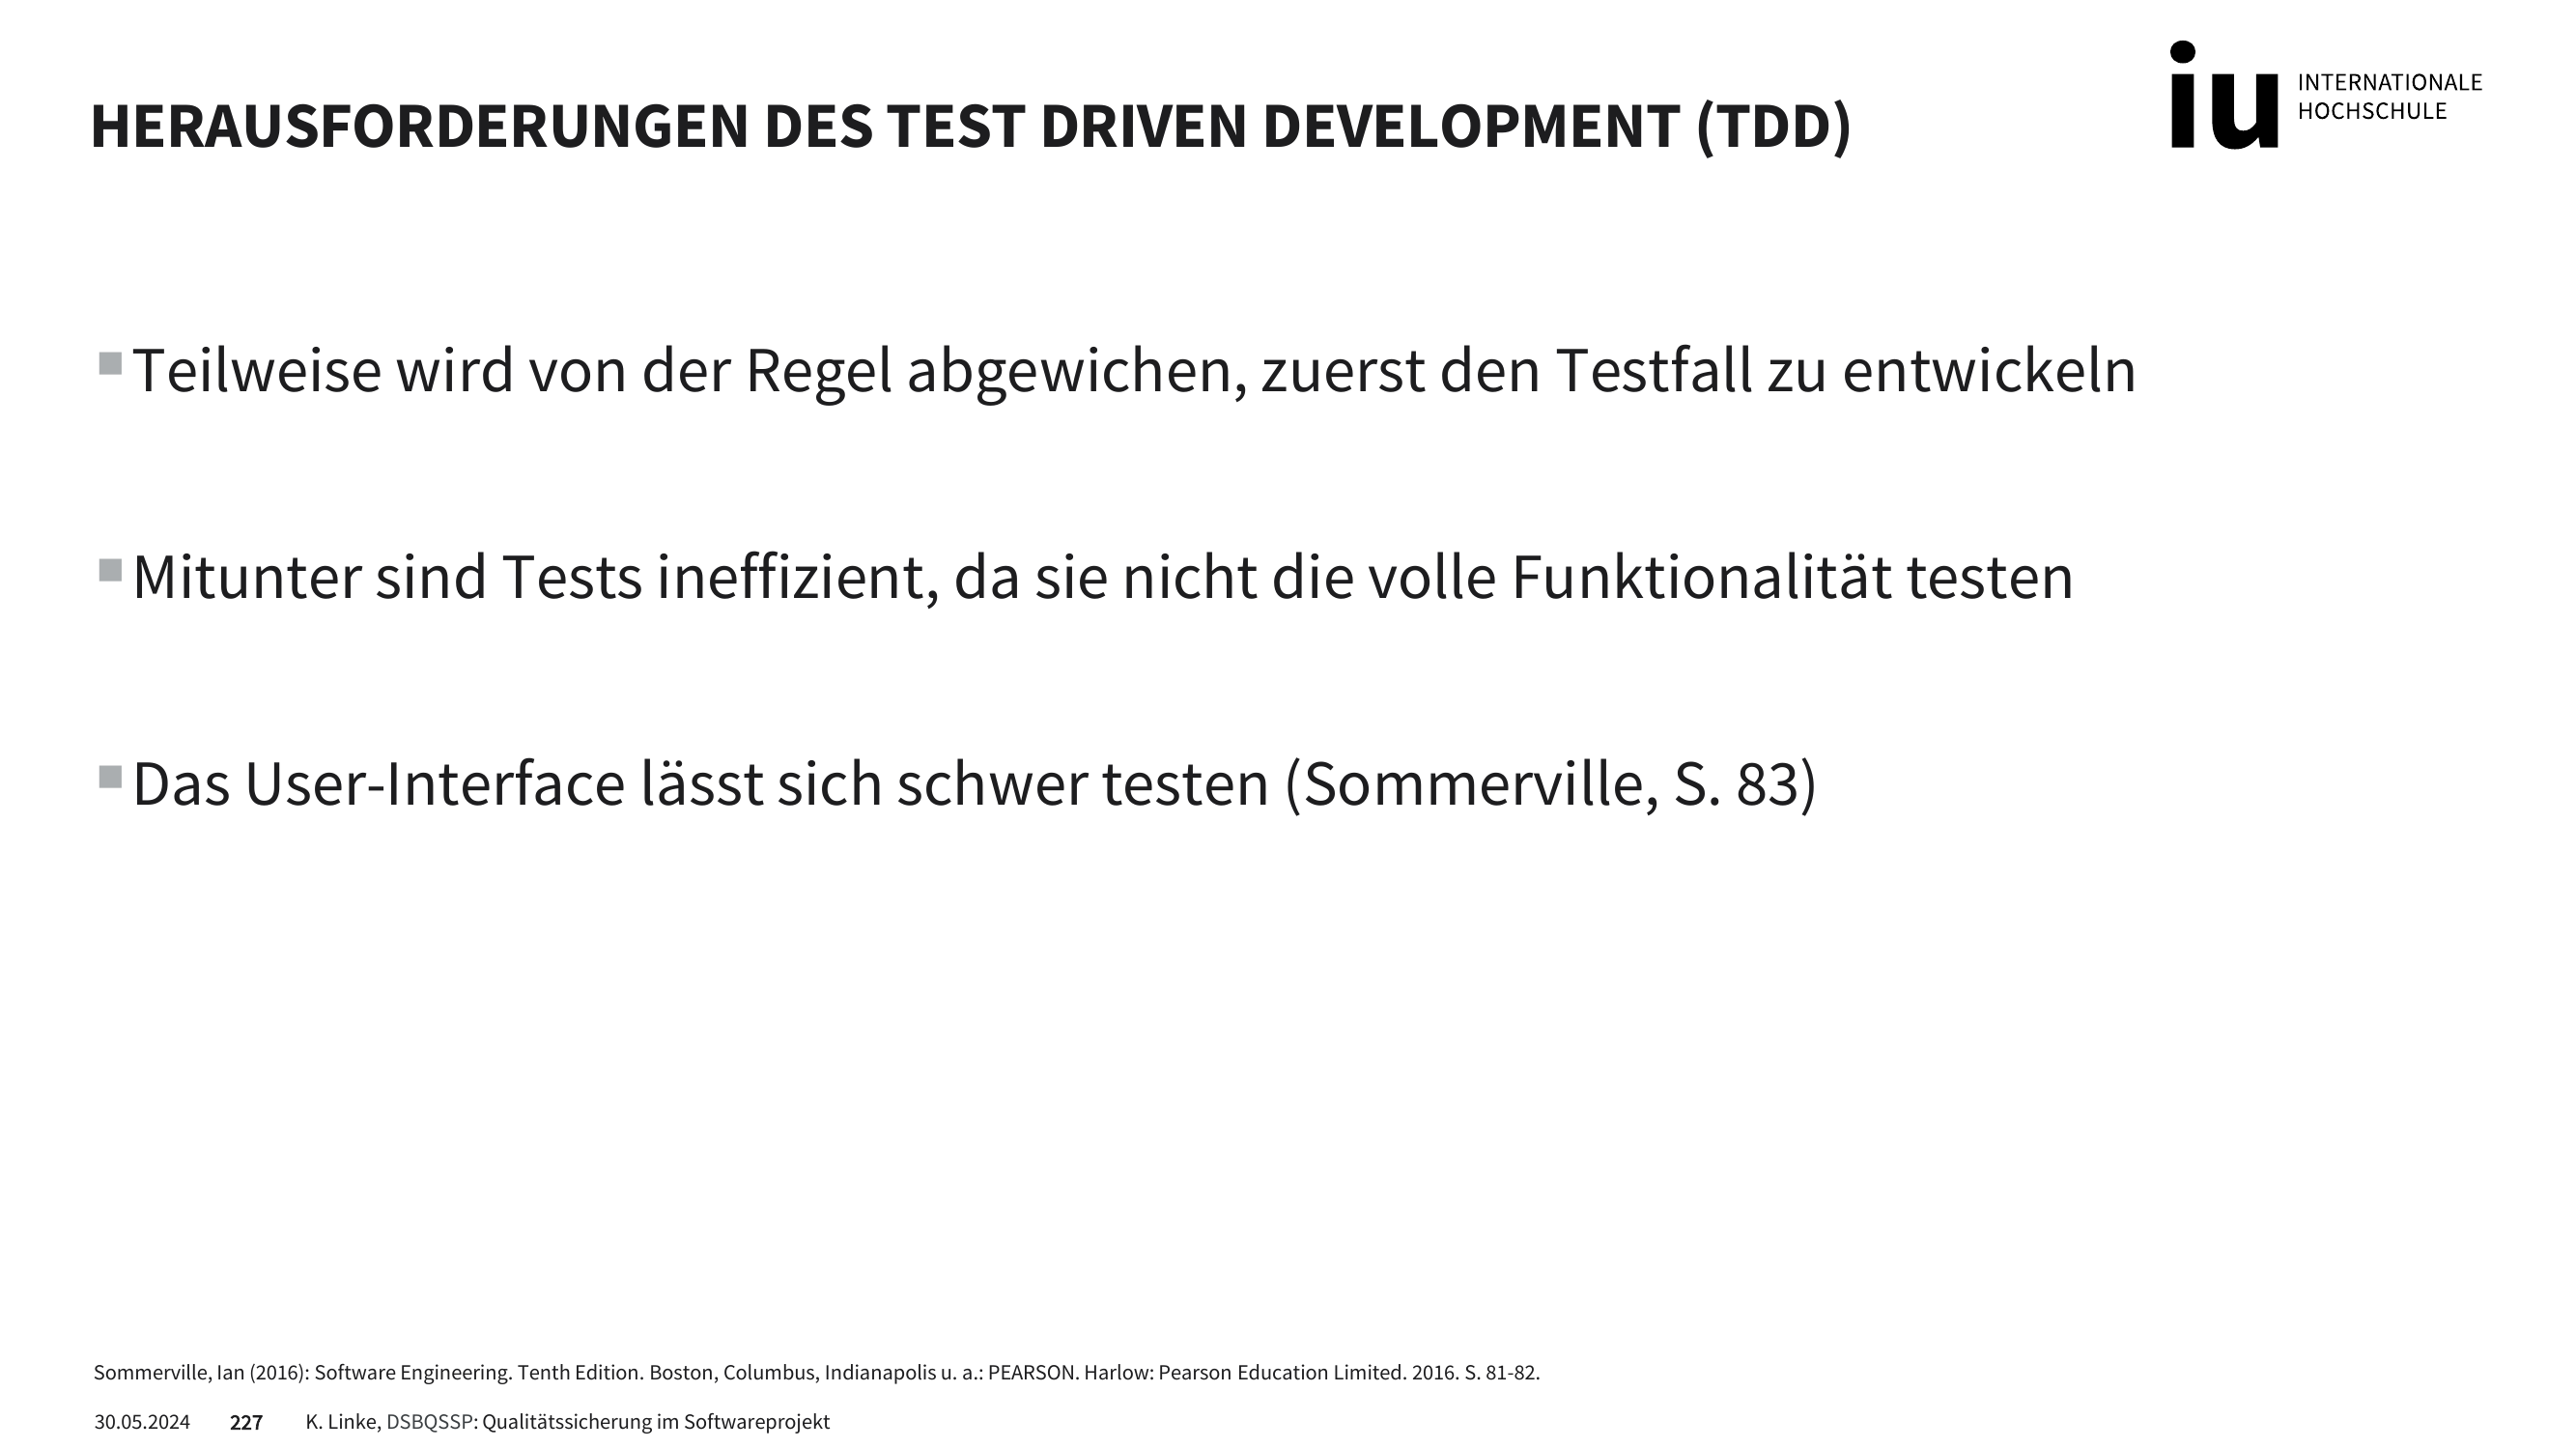 HERAUSFORDERUNGEN DES TEST DRIVEN DEVELOPMENT (TDD)
iu INTERNATIONALE
HOCHSCHULE
Teilweise wird von der Regel abgewichen, zuerst den Testfall zu entwickeln
Mitunter sind Tests ineffizient, da sie nicht die volle Funktionalität testen
Das User-Interface lässt sich schwer testen (Sommerville, S. 83)
Sommerville, Ian (2016): Software Engineering. Tenth Edition. Boston, Columbus, Indianapolis u. a.: PEARSON. Harlow: Pearson Education Limited. 2016. S. 81-82.
30.05.2024 227 K. Linke, DSBQSSP: Qualitätssicherung im Softwareprojekt